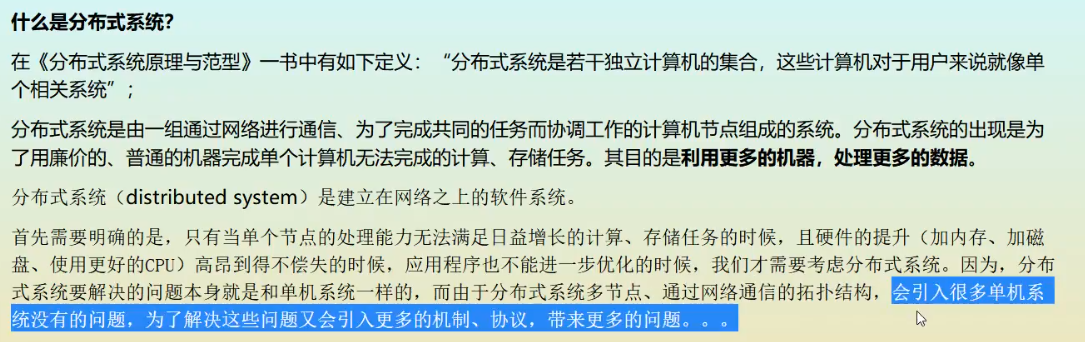 什么是分布式系统？
在《分布式系统原理与范型》一书中有如下定义：“分布式系统是若干独立计算机的集合，这些计算机对于用户来说就像单
个相关系统”；
分布式系统是由一组通过网络进行通信、为了完成共同的任务而协调工作的计算机节点组成的系统。分布式系统的出现是为
了用廉价的、普通的机器完成单个计算机无法完成的计算、存储任务。其目的是利用更多的机器，处理更多的数据。
分布式系统（distributed system）是建立在网络之上的软件系统。
首先需要明确的是，只有当单个节点的处理能力无法满足日益增长的计算、存储任务的时候，且硬件的提升（加内存、加磁
盘、使用更好的CPU）高昂到得不偿失的时候，应用程序也不能进一步优化的时候，我们才需要考虑分布式系统。因为，分布
式系统要解决的问题本身就是和单机系统一样的，而由于分布式系统多节点、通过网络通信的拓扑结构，会引入很多单机系
统没有的问题，为了解决这些问题又会引入更多的机制、协议，带来更多的问题。。。